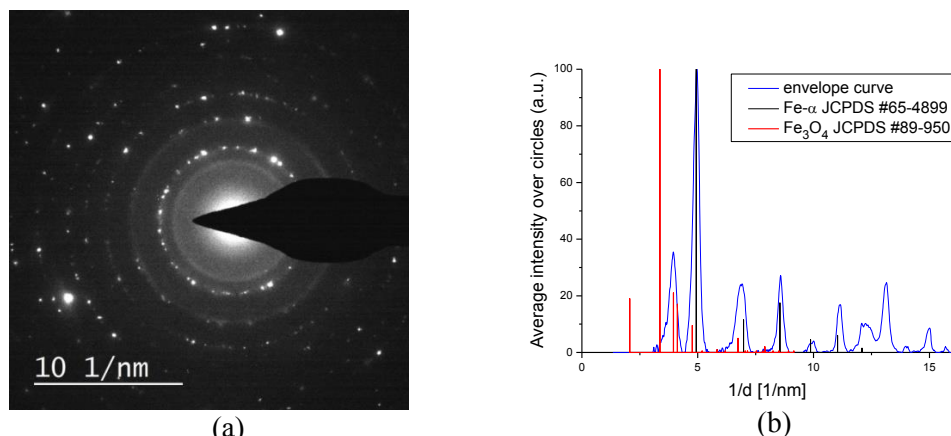 10 1/nm
(a)
100
80
60
40
20
0
Average intensity over circles (a.u.)
envelope curve
Fe-α JCPDS #65-4899
Fe₃O₄ JCPDS #89-950
0
5
10
15
1/d [1/nm]
(b)